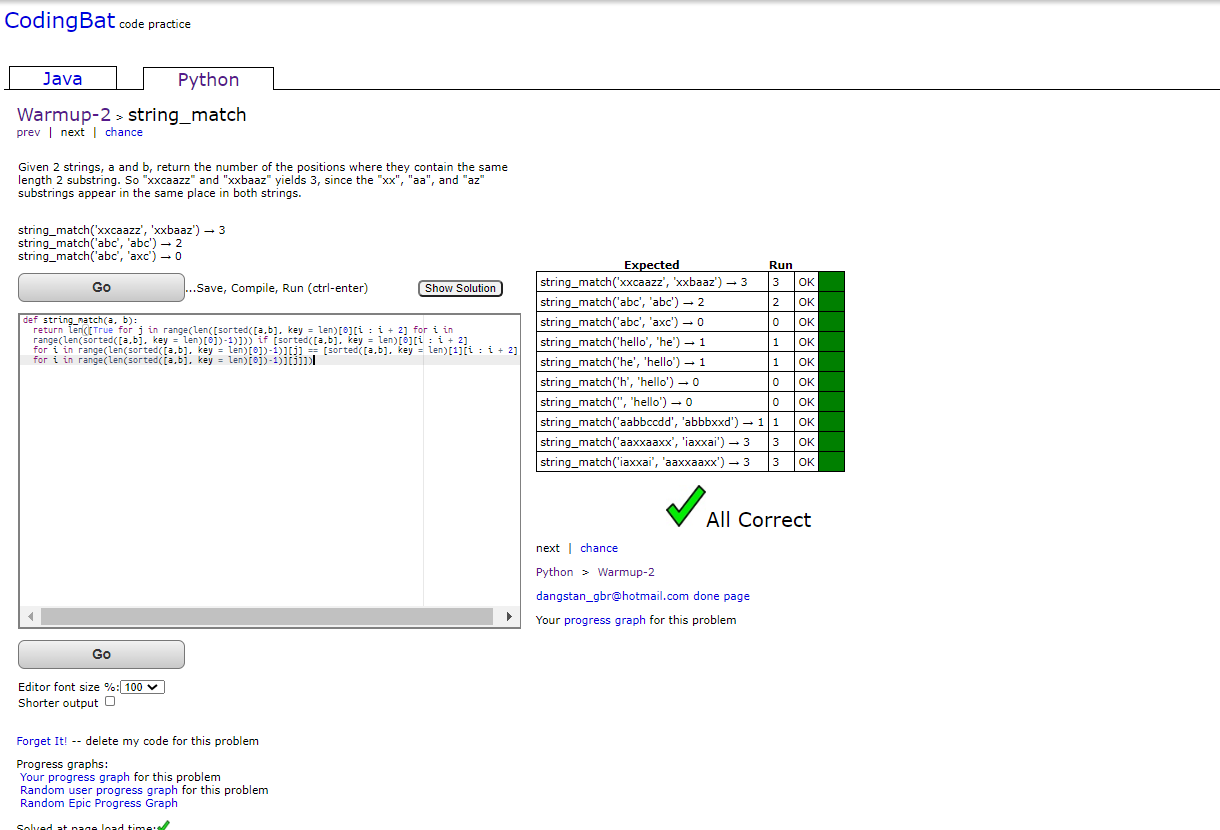 CodingBat code practice
Java
Python
Warmup-2 > string_match
prev | next | chance
Given 2 strings, a and b, return the number of the positions where they contain the same
length 2 substring. So "xxcaazz" and "xxbaaz" yields 3, since the "xx", "aa", and "az"
substrings appear in the same place in both strings.
string_match('xxcaazz', 'xxbaaz') → 3
string_match('abc', 'abc') → 2
string_match('abc', 'axc') → 0
Go
...Save, Compile, Run (ctrl-enter)
Show Solution
def string_match(a, b):
return len([True for j in range(len([sorted([a,b], key = len)[0][i : i + 2] for i in
range(len(sorted([a,b], key = len)[0])-1)])) if [sorted([a,b], key = len)[0][i : i + 2]
for i in range(len(sorted([a,b], key = len)[0])-1)][j] == [sorted([a,b], key = len)[1][i : i + 2]
for i in range(len(sorted([a,b], key = len)[0])-1)][j]])
Expected Run
string_match('xxcaazz', 'xxbaaz') → 3 3 OK
string_match('abc', 'abc') → 2 2 OK
string_match('abc', 'axc') → 0 0 OK
string_match('hello', 'he') → 1 1 OK
string_match('he', 'hello') → 1 1 OK
string_match('h', 'hello') → 0 0 OK
string_match('', 'hello') → 0 0 OK
string_match('aabbccdd', 'abbbxxd') → 1 1 OK
string_match('aaxxaaxx', 'iaxxai') → 3 3 OK
string_match('iaxxai', 'aaxxaaxx') → 3 3 OK
All Correct
next | chance
Python > Warmup-2
dangstan_gbr@hotmail.com done page
Your progress graph for this problem
Go
Editor font size %: 100
Shorter output
Forget It! -- delete my code for this problem
Progress graphs:
Your progress graph for this problem
Random user progress graph for this problem
Random Epic Progress Graph
Solved at page load time: